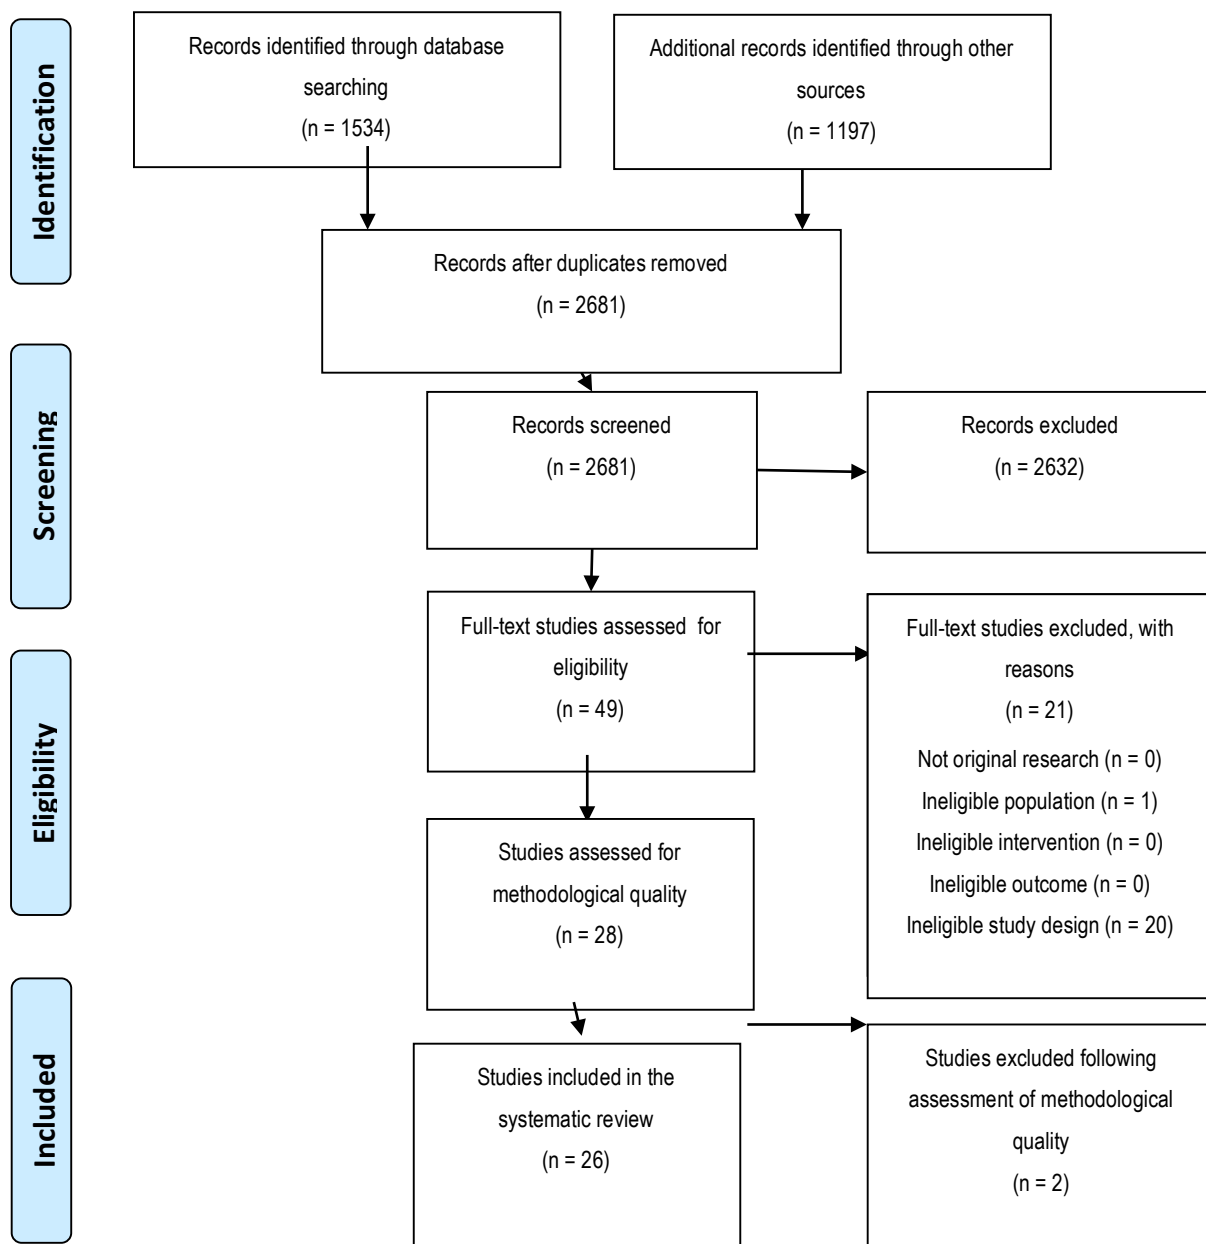 Identification
Records identified through database
searching
(n = 1534)
Additional records identified through other
sources
(n = 1197)
Records after duplicates removed
(n = 2681)
Screening
Records screened
(n = 2681)
Records excluded
(n = 2632)
Eligibility
Full-text studies assessed for
eligibility
(n = 49)
Full-text studies excluded, with
reasons
(n = 21)
Not original research (n = 0)
Ineligible population (n = 1)
Ineligible intervention (n = 0)
Ineligible outcome (n = 0)
Ineligible study design (n = 20)
Studies assessed for
methodological quality
(n = 28)
Included
Studies included in the
systematic review
(n = 26)
Studies excluded following
assessment of methodological
quality
(n = 2)